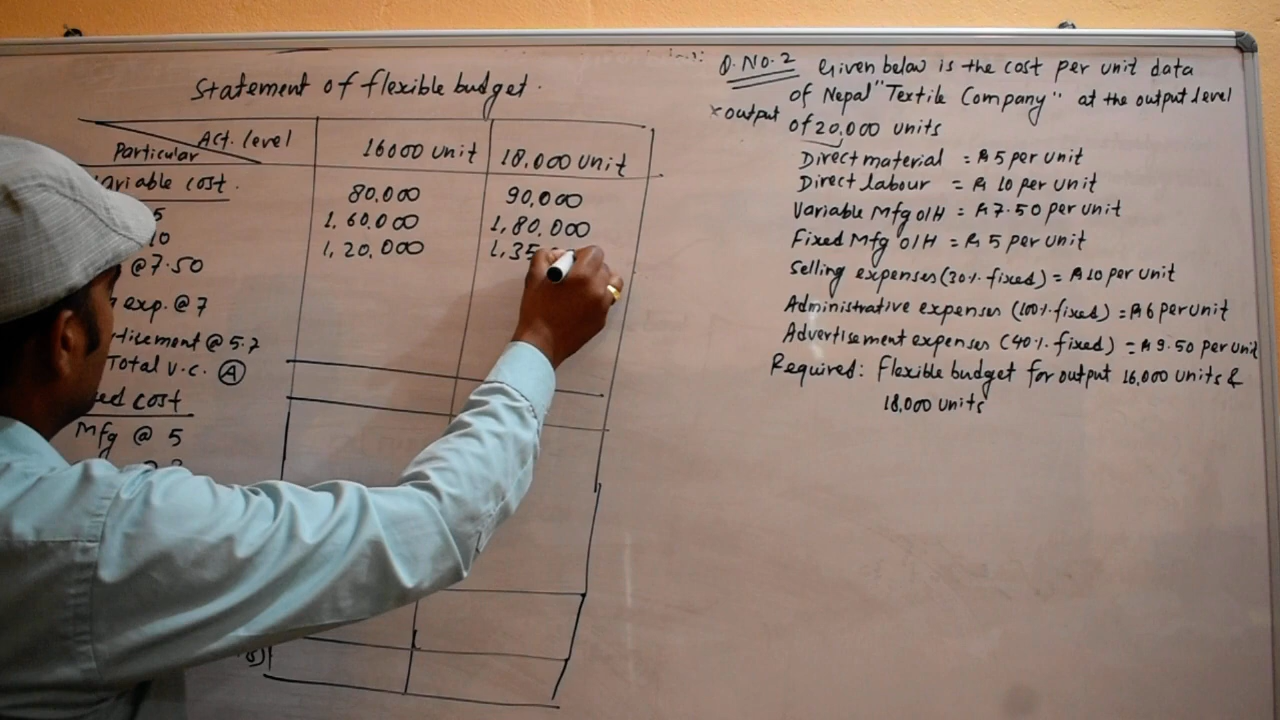 Statement of flexible budget.
Act. level
Particular
16000 unit
18,000 unit
ariable cost.
5
80,000
90,000
10
1,60,000
1,80,000
@7.50
1,20,000
1,35
exp. @ 7
ticement @ 5.7
Total v.c. A
ed cost
Mfg @ 5
Q.No.2 Given below is the cost per unit data
of Nepal "Textile Company" at the output level
x output
of 20,000 units
Direct material = Rs 5 per unit
Direct labour = Rs 10 per unit
Variable Mfg O/H = Rs 7.50 per unit
Fixed Mfg O/H = Rs 5 per unit
Selling expenses (30% fixed) = Rs 10 per unit
Administrative expenses (100% fixed) = Rs 6 per unit
Advertisement expenses (40% fixed) = Rs 9.50 per unit
Required: Flexible budget for output 16,000 units &
18,000 units